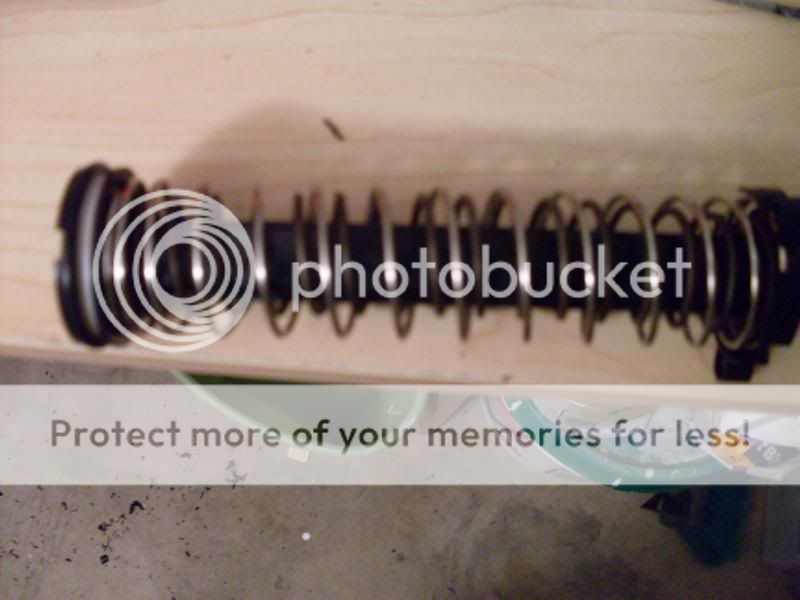 photobucket
Protect more of your memories for less!